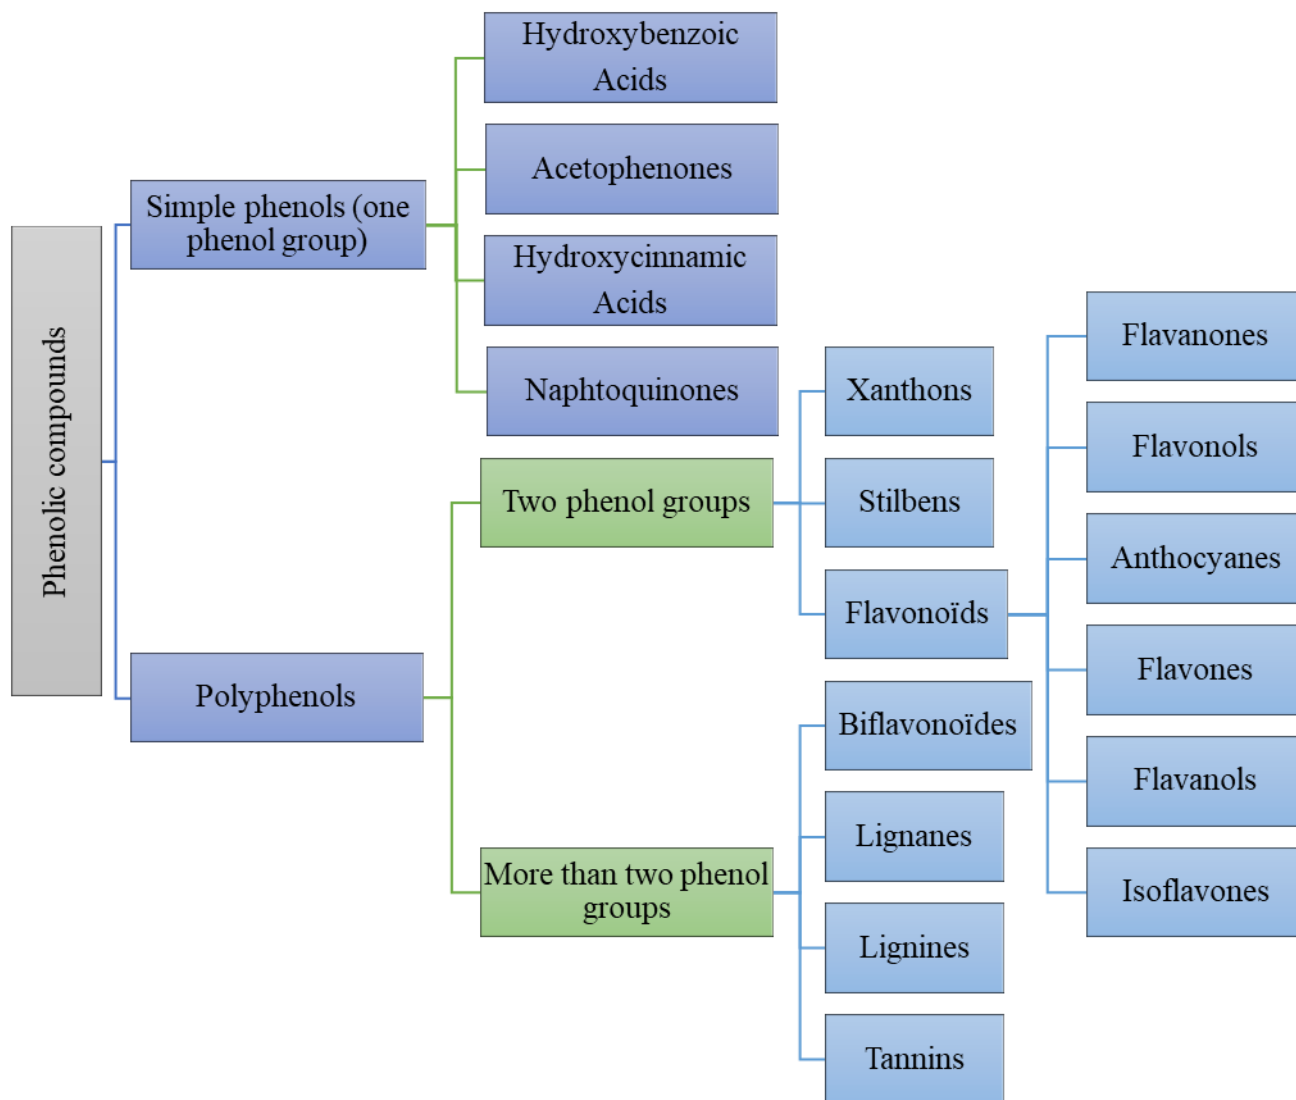 Phenolic compounds
Simple phenols (one
phenol group)
Hydroxybenzoic
Acids
Acetophenones
Hydroxycinnamic
Acids
Naphtoquinones
Polyphenols
Two phenol groups
Xanthons
Stilbens
Flavonoïds
Flavanones
Flavonols
Anthocyanes
Flavones
Flavanols
Isoflavones
More than two phenol
groups
Biflavonoïdes
Lignanes
Lignines
Tannins